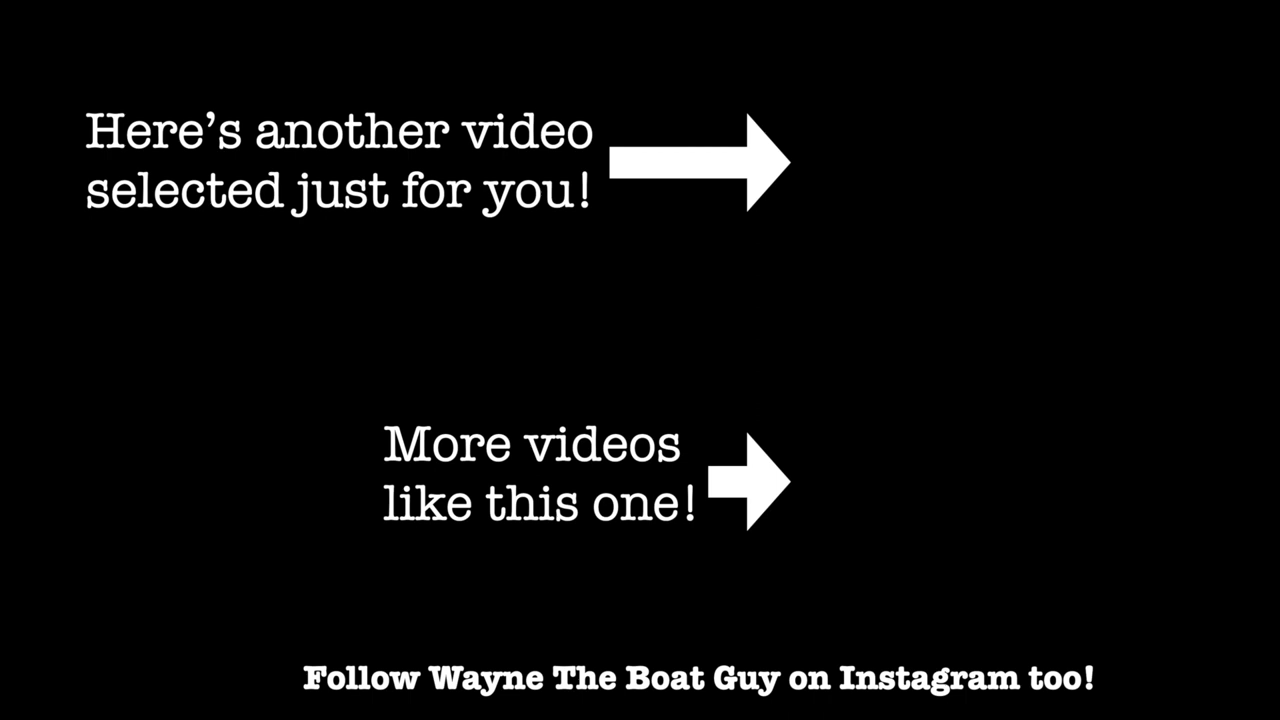 Here’s another video
selected just for you!
More videos
like this one!
Follow Wayne The Boat Guy on Instagram too!